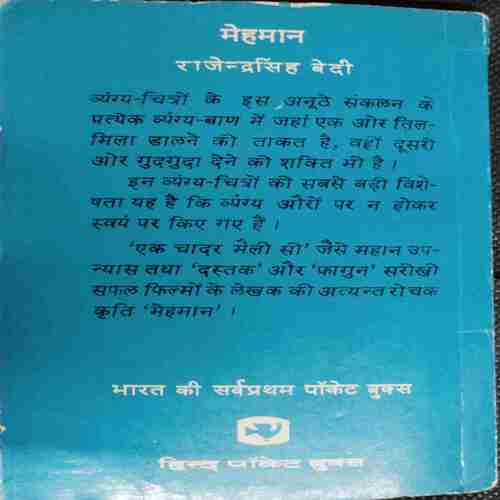 मेहमान
राजेन्द्रसिंह बेदी
व्यंग्य-चित्रों के इस अनूठे संकलन के
प्रत्येक व्यंग्य-बाण में जहां एक ओर तिल-
मिला डालने की ताकत है, वहां दूसरी
ओर गुदगुदा देने की शक्ति भी है।
इन व्यंग्य-चित्रों की सबसे बड़ी विशे-
षता यह है कि व्यंग्य औरों पर न होकर
स्वयं पर किए गए हैं।
'एक चादर मैली सी' जैसे महान उप-
न्यास तथा 'दस्तक' और 'फागुन' सरीखी
सफल फिल्मों के लेखक की अत्यन्त रोचक
कृति 'मेहमान'।
भारत की सर्वप्रथम पॉकेट बुक्स
हिन्द पॉकेट बुक्स